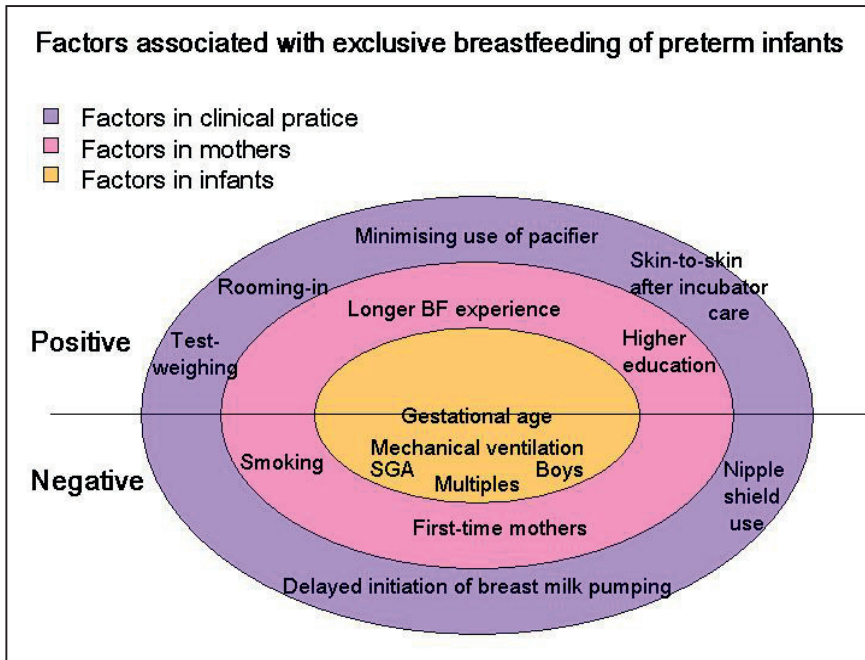 Factors associated with exclusive breastfeeding of preterm infants
Factors in clinical pratice
Factors in mothers
Factors in infants
Minimising use of pacifier
Rooming-in
Skin-to-skin
after incubator
care
Longer BF experience
Positive
Test-
weighing
Higher
education
Gestational age
Mechanical ventilation
Smoking
SGA
Boys
Multiples
Negative
Nipple
shield
use
First-time mothers
Delayed initiation of breast milk pumping